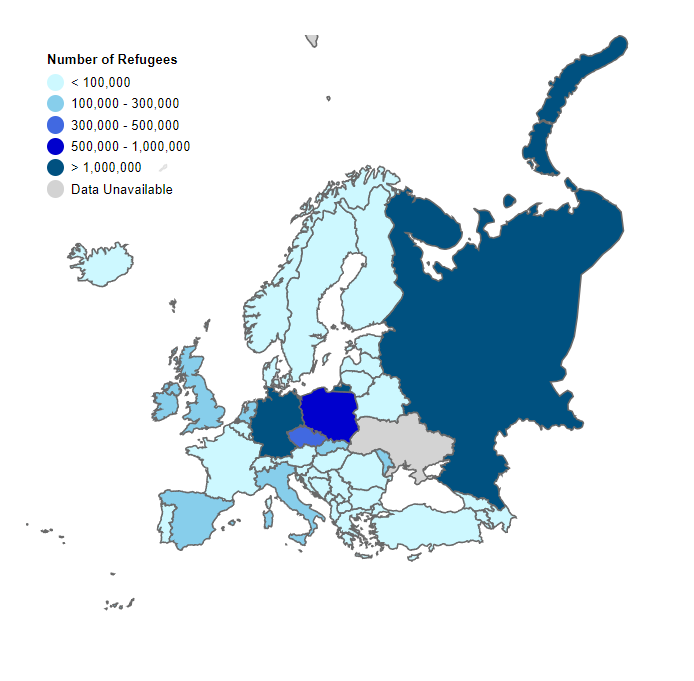 Number of Refugees
< 100,000
100,000 - 300,000
300,000 - 500,000
500,000 - 1,000,000
> 1,000,000
Data Unavailable